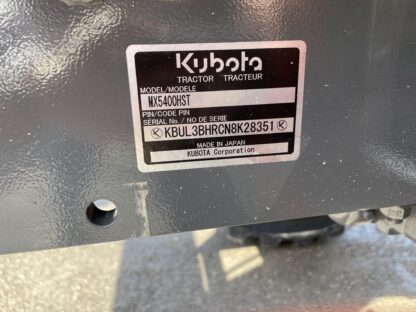 Kubota
TRACTOR TRACTEUR
MODEL/MODELE
MX5400HST
PIN/CODE PIN
SERIAL No. / NO DE SERIE
KBUL3BHRCN8K28351
MADE IN JAPAN
KUBOTA Corporation